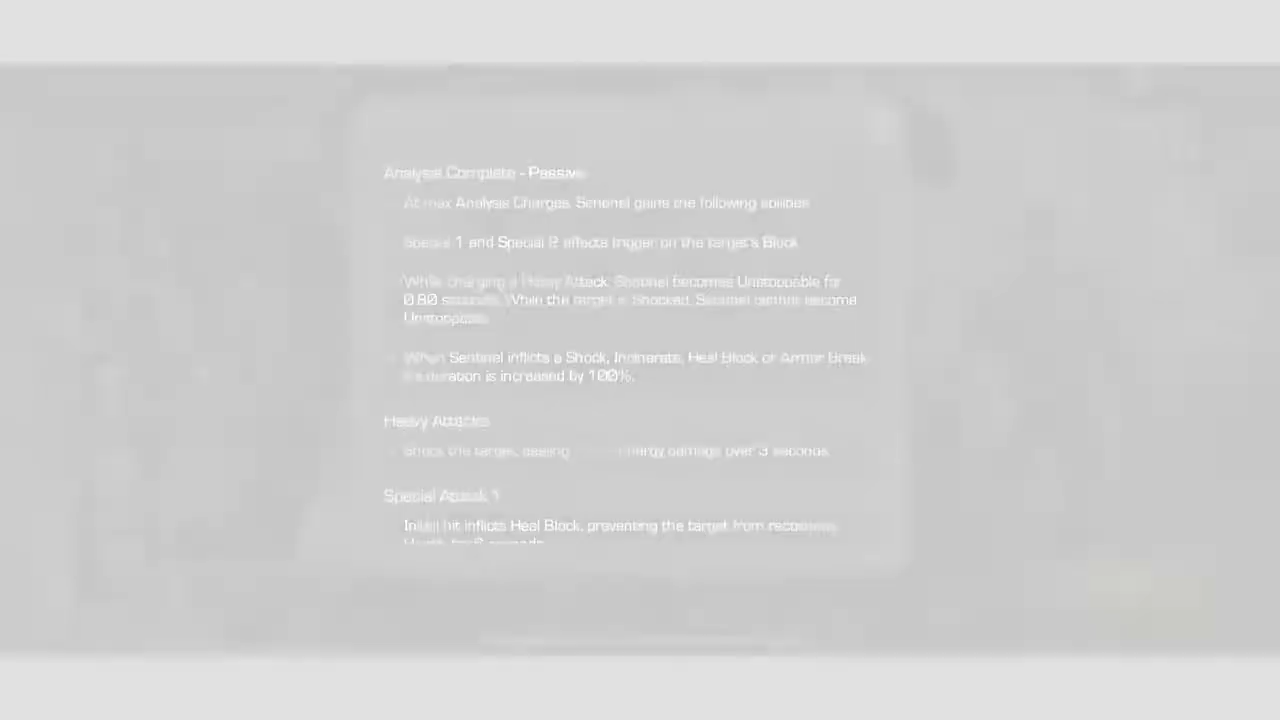 Analysis Complete - Passive
At max Analysis Charges, Sentinel gains the following abilities
Special 1 and Special 2 effects trigger on the target's Block
While charging a Heavy Attack, Sentinel becomes Unstoppable for
0.80 seconds. When the target is Shocked, Sentinel cannot become
Unstoppable.
When Sentinel inflicts a Shock, Incinerate, Heal Block or Armor Break
duration is increased by 100%.
Heavy Attacks
Shock the target, dealing energy damage over 3 seconds
Special Attack 1
Initial hit inflicts Heal Block, preventing the target from recovering